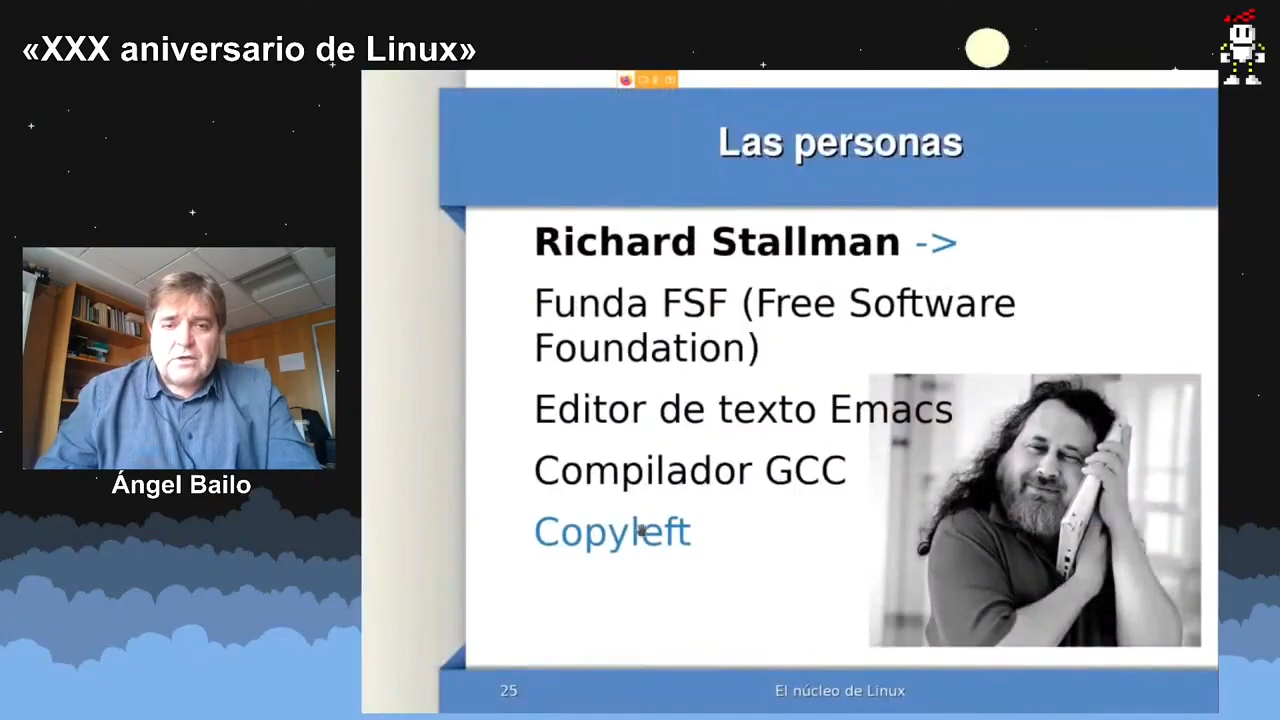 «XXX aniversario de Linux»
Las personas
Richard Stallman ->
Funda FSF (Free Software
Foundation)
Editor de texto Emacs
Compilador GCC
Copyleft
Ángel Bailo
25
El núcleo de Linux